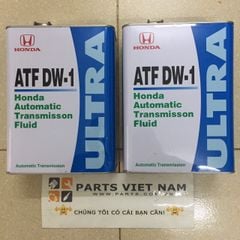 HONDA
ATF DW-1
Honda
Automatic
Transmisson
Fluid
Automatic Transmission
ULTRA
HONDA
ATF DW-1
Honda
Automatic
Transmisson
Fluid
Automatic Transmission
ULTRA
PARTS VIET NAM
CHÚNG TÔI CÓ CÁI BẠN CẦN!